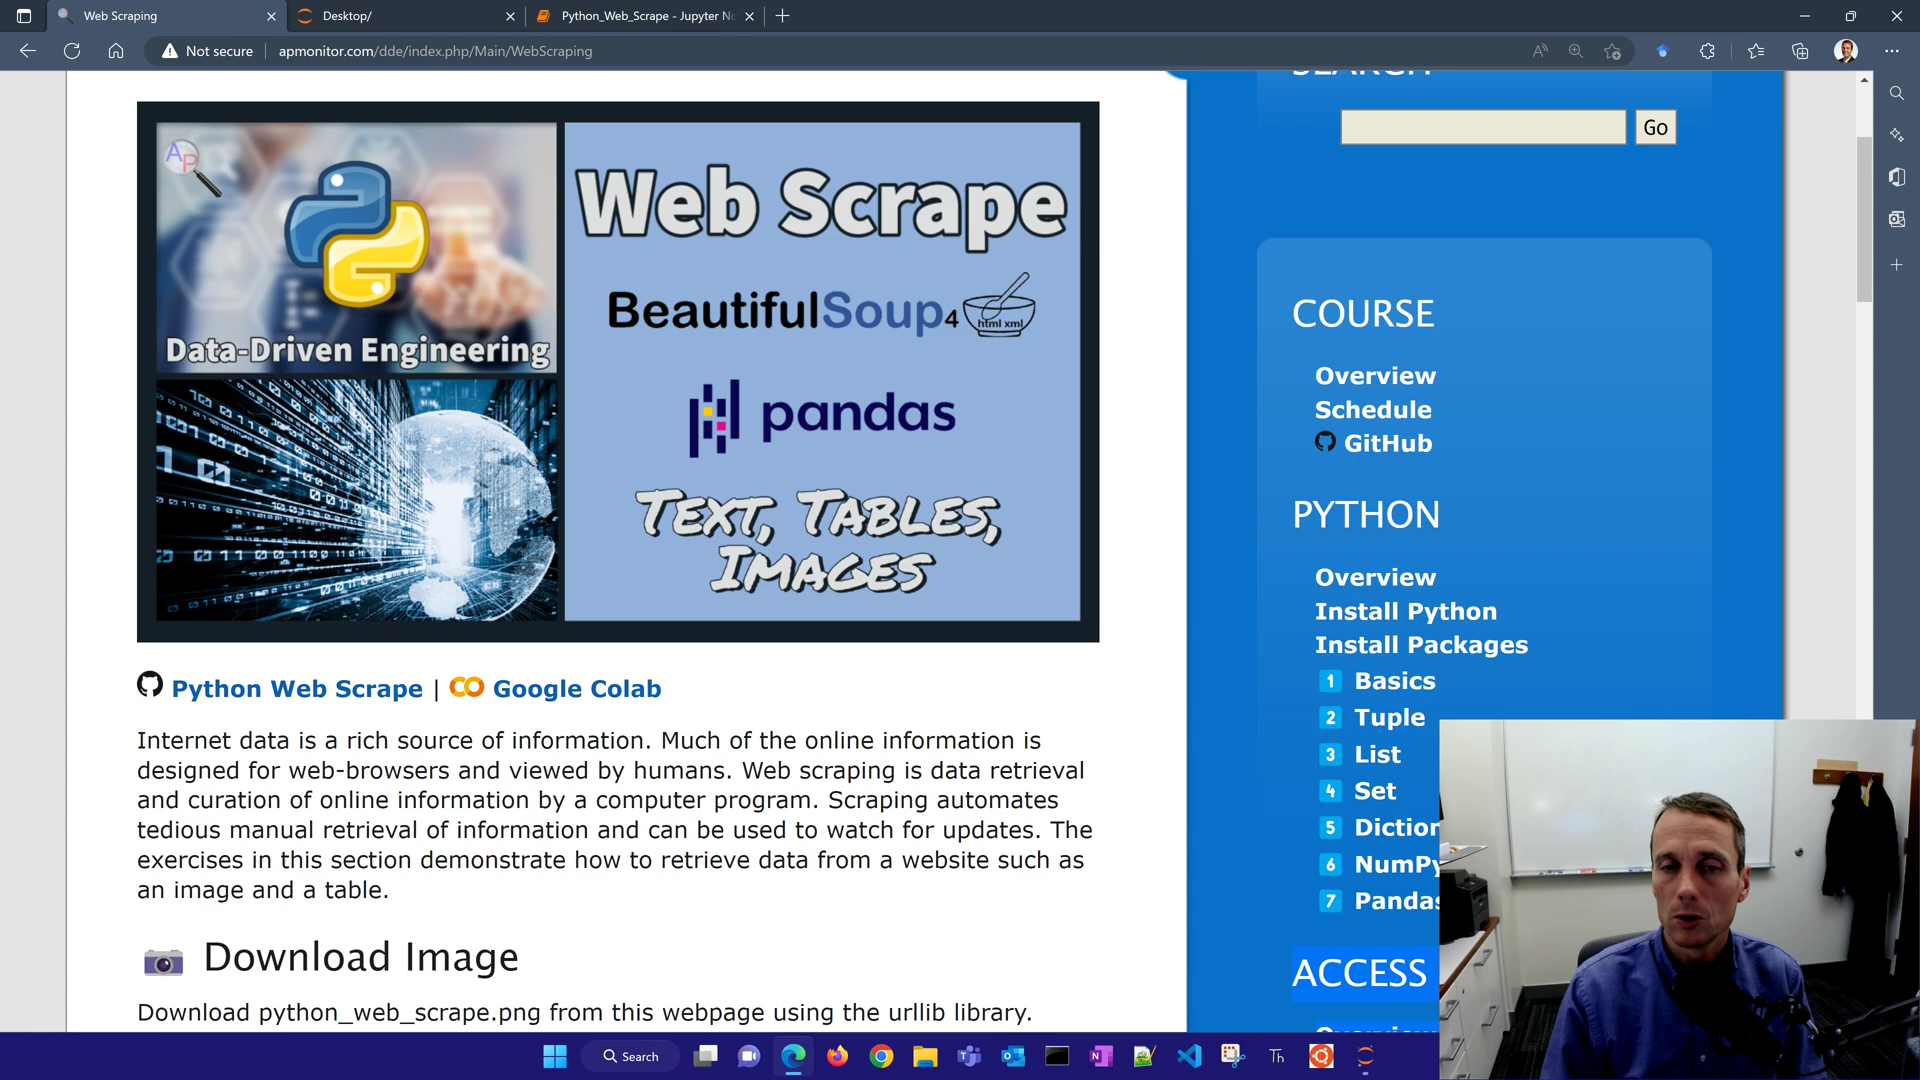 Web Scraping
Desktop/
Python_Web_Scrape - Jupyter
Not secure
apmonitor.com/dde/index.php/Main/WebScraping
AP
Data-Driven Engineering
Web Scrape
BeautifulSoup4
html xml
pandas
TEXT, TABLES,
IMAGES
Python Web Scrape | Google Colab
Internet data is a rich source of information. Much of the online information is
designed for web-browsers and viewed by humans. Web scraping is data retrieval
and curation of online information by a computer program. Scraping automates
tedious manual retrieval of information and can be used to watch for updates. The
exercises in this section demonstrate how to retrieve data from a website such as
an image and a table.
Download Image
Download python_web_scrape.png from this webpage using the urllib library.
SEARCH
Go
COURSE
Overview
Schedule
GitHub
PYTHON
Overview
Install Python
Install Packages
1 Basics
2 Tuple
3 List
4 Set
5 Diction
6 NumPy
7 Pandas
ACCESS
Overview
Search